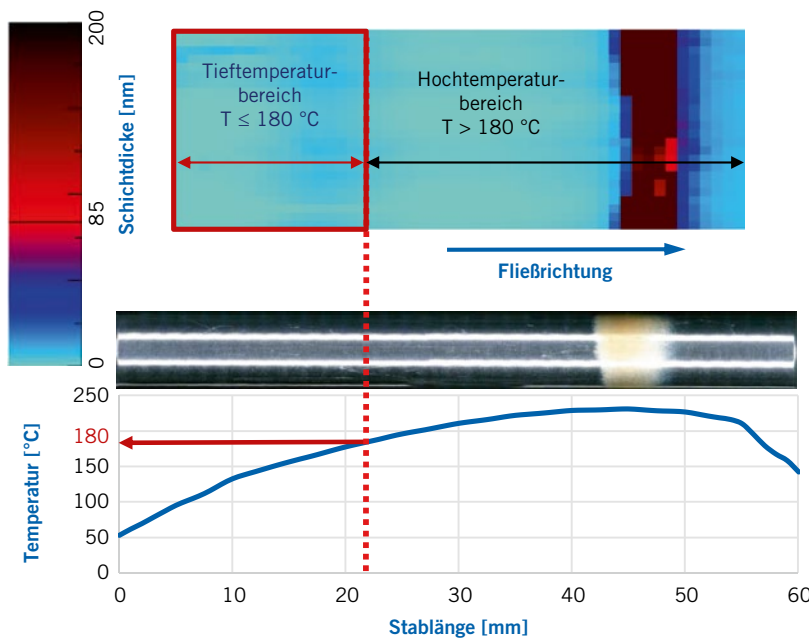 200
85
0
Schichtdicke [nm]
Tieftemperatur-
bereich
T ≤ 180 °C
Hochtemperatur-
bereich
T > 180 °C
Fließrichtung
250
180
150
100
50
0
Temperatur [°C]
0 10 20 30 40 50 60
Stablänge [mm]